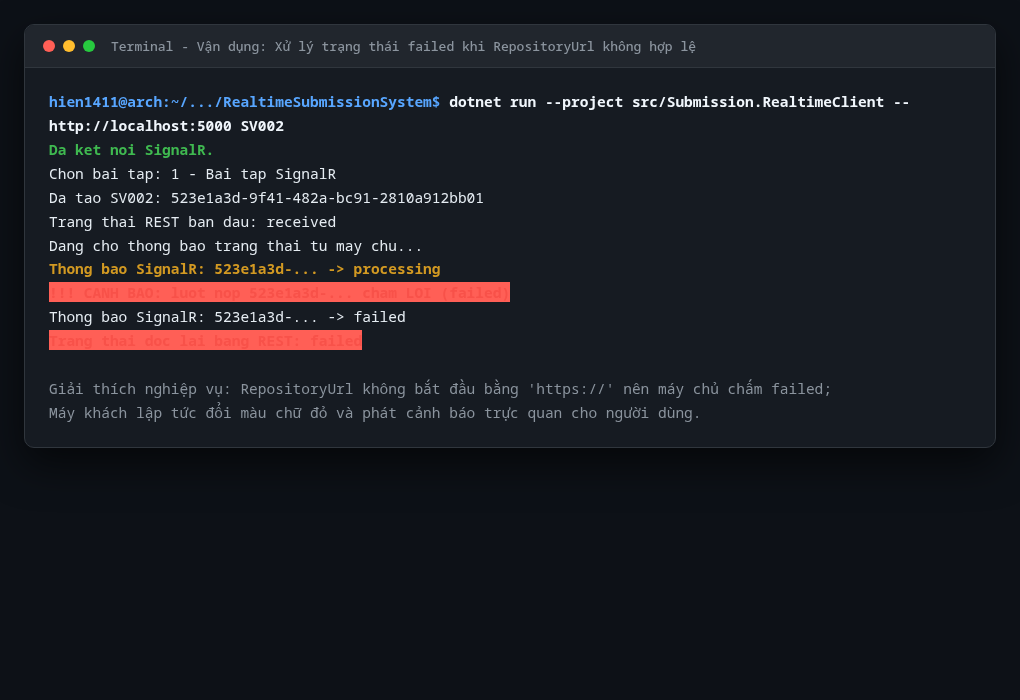 Terminal - Vận dụng: Xử lý trạng thái failed khi RepositoryUrl không hợp lệ
hien1411@arch:~/.../RealtimeSubmissionSystem$ dotnet run --project src/Submission.RealtimeClient --
http://localhost:5000 SV002
Da ket noi SignalR.
Chon bai tap: 1 - Bai tap SignalR
Da tao SV002: 523e1a3d-9f41-482a-bc91-2810a912bb01
Trang thai REST ban dau: received
Dang cho thong bao trang thai tu may chu...
Thong bao SignalR: 523e1a3d-... -> processing
[!!] CANH BAO: luot nop 523e1a3d-... cham LOI (failed)
Thong bao SignalR: 523e1a3d-... -> failed
Trang thai doc lai bang REST: failed
Giải thích nghiệp vụ: RepositoryUrl không bắt đầu bằng 'https://' nên máy chủ chấm failed;
Máy khách lập tức đổi màu chữ đỏ và phát cảnh báo trực quan cho người dùng.